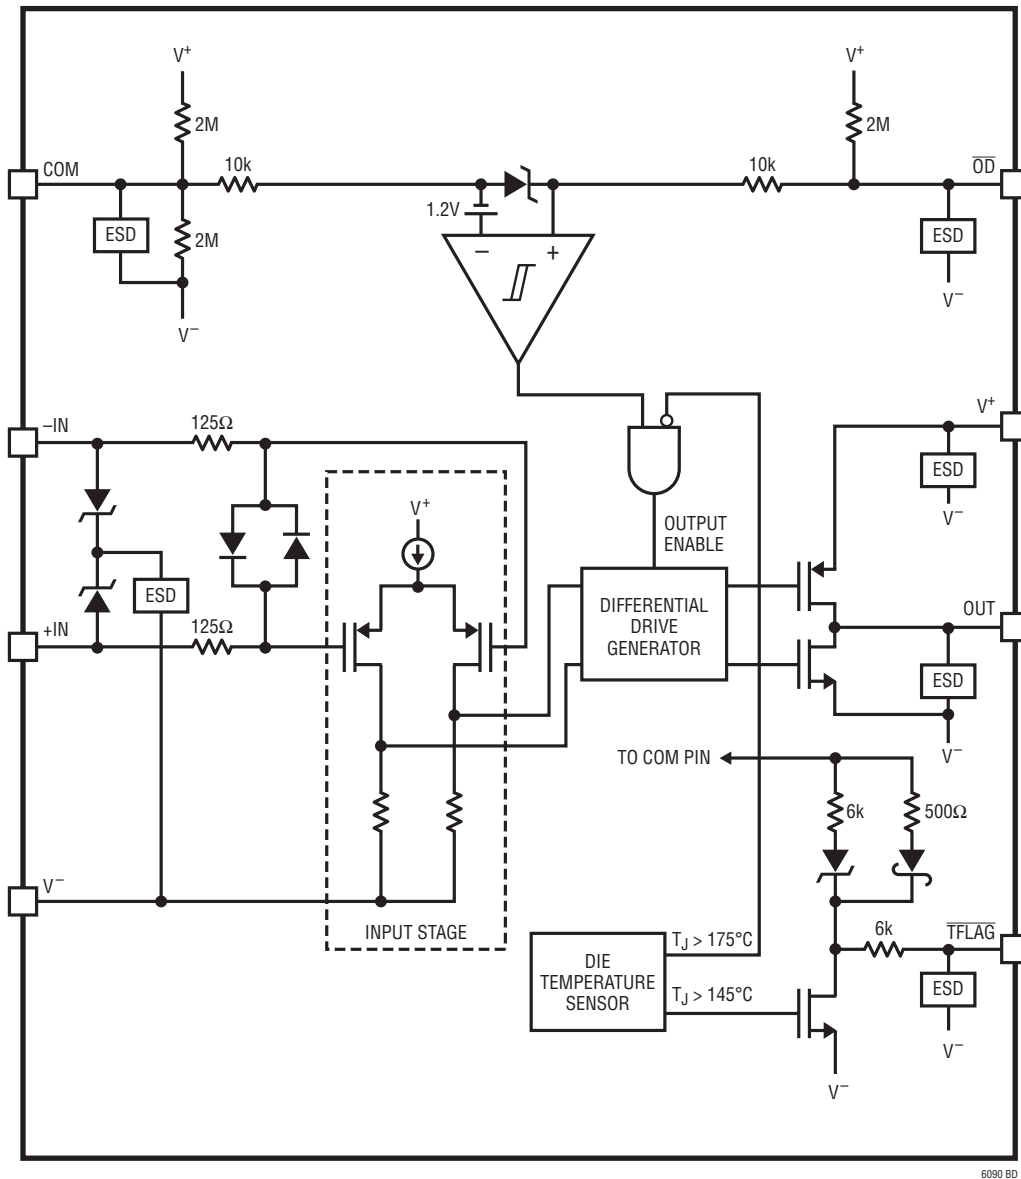 V+
V+
2M
2M
COM
10k
10k
OD
1.2V
ESD
2M
ESD
–
+
V–
V–
–IN
125Ω
V+
ESD
V+
V–
OUTPUT
ENABLE
ESD
DIFFERENTIAL
DRIVE
GENERATOR
OUT
+IN
125Ω
ESD
V–
TO COM PIN
6k
500Ω
V–
INPUT STAGE
6k
TFLAG
DIE
TEMPERATURE
SENSOR
TJ > 175°C
TJ > 145°C
ESD
V–
V–
6090 BD